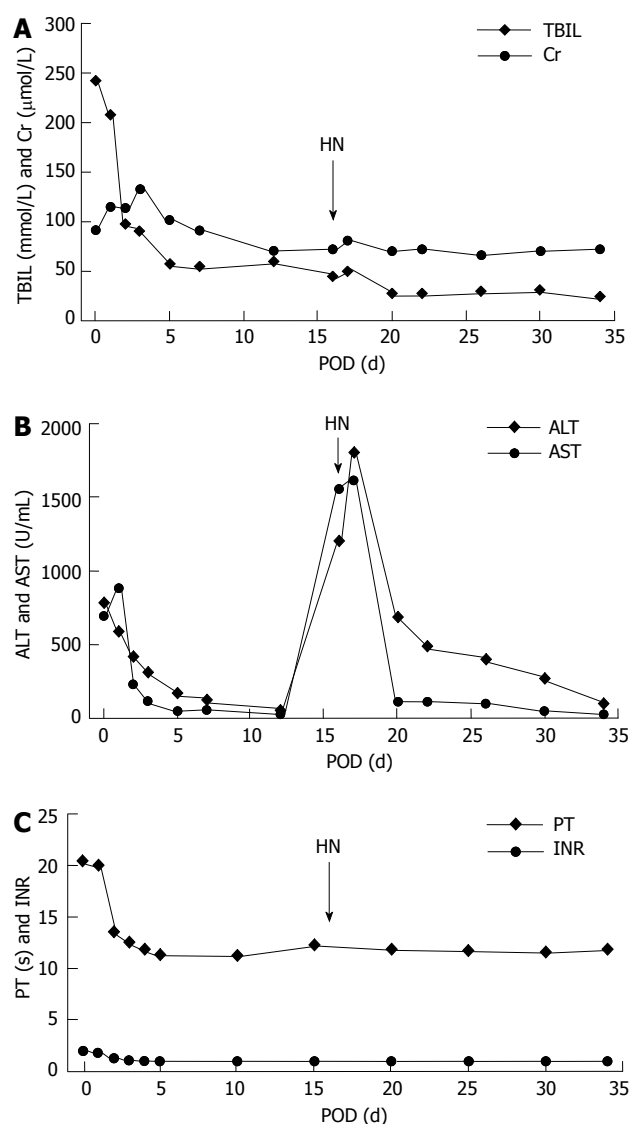 A
TBIL
Cr
300
250
200
150
100
50
0
TBIL (mmol/L) and Cr (μmol/L)
HN
0 5 10 15 20 25 30 35
POD (d)
B
ALT
AST
2000
1500
1000
500
0
ALT and AST (U/mL)
HN
0 5 10 15 20 25 30 35
POD (d)
C
PT
INR
25
20
15
10
5
0
PT (s) and INR
HN
0 5 10 15 20 25 30 35
POD (d)